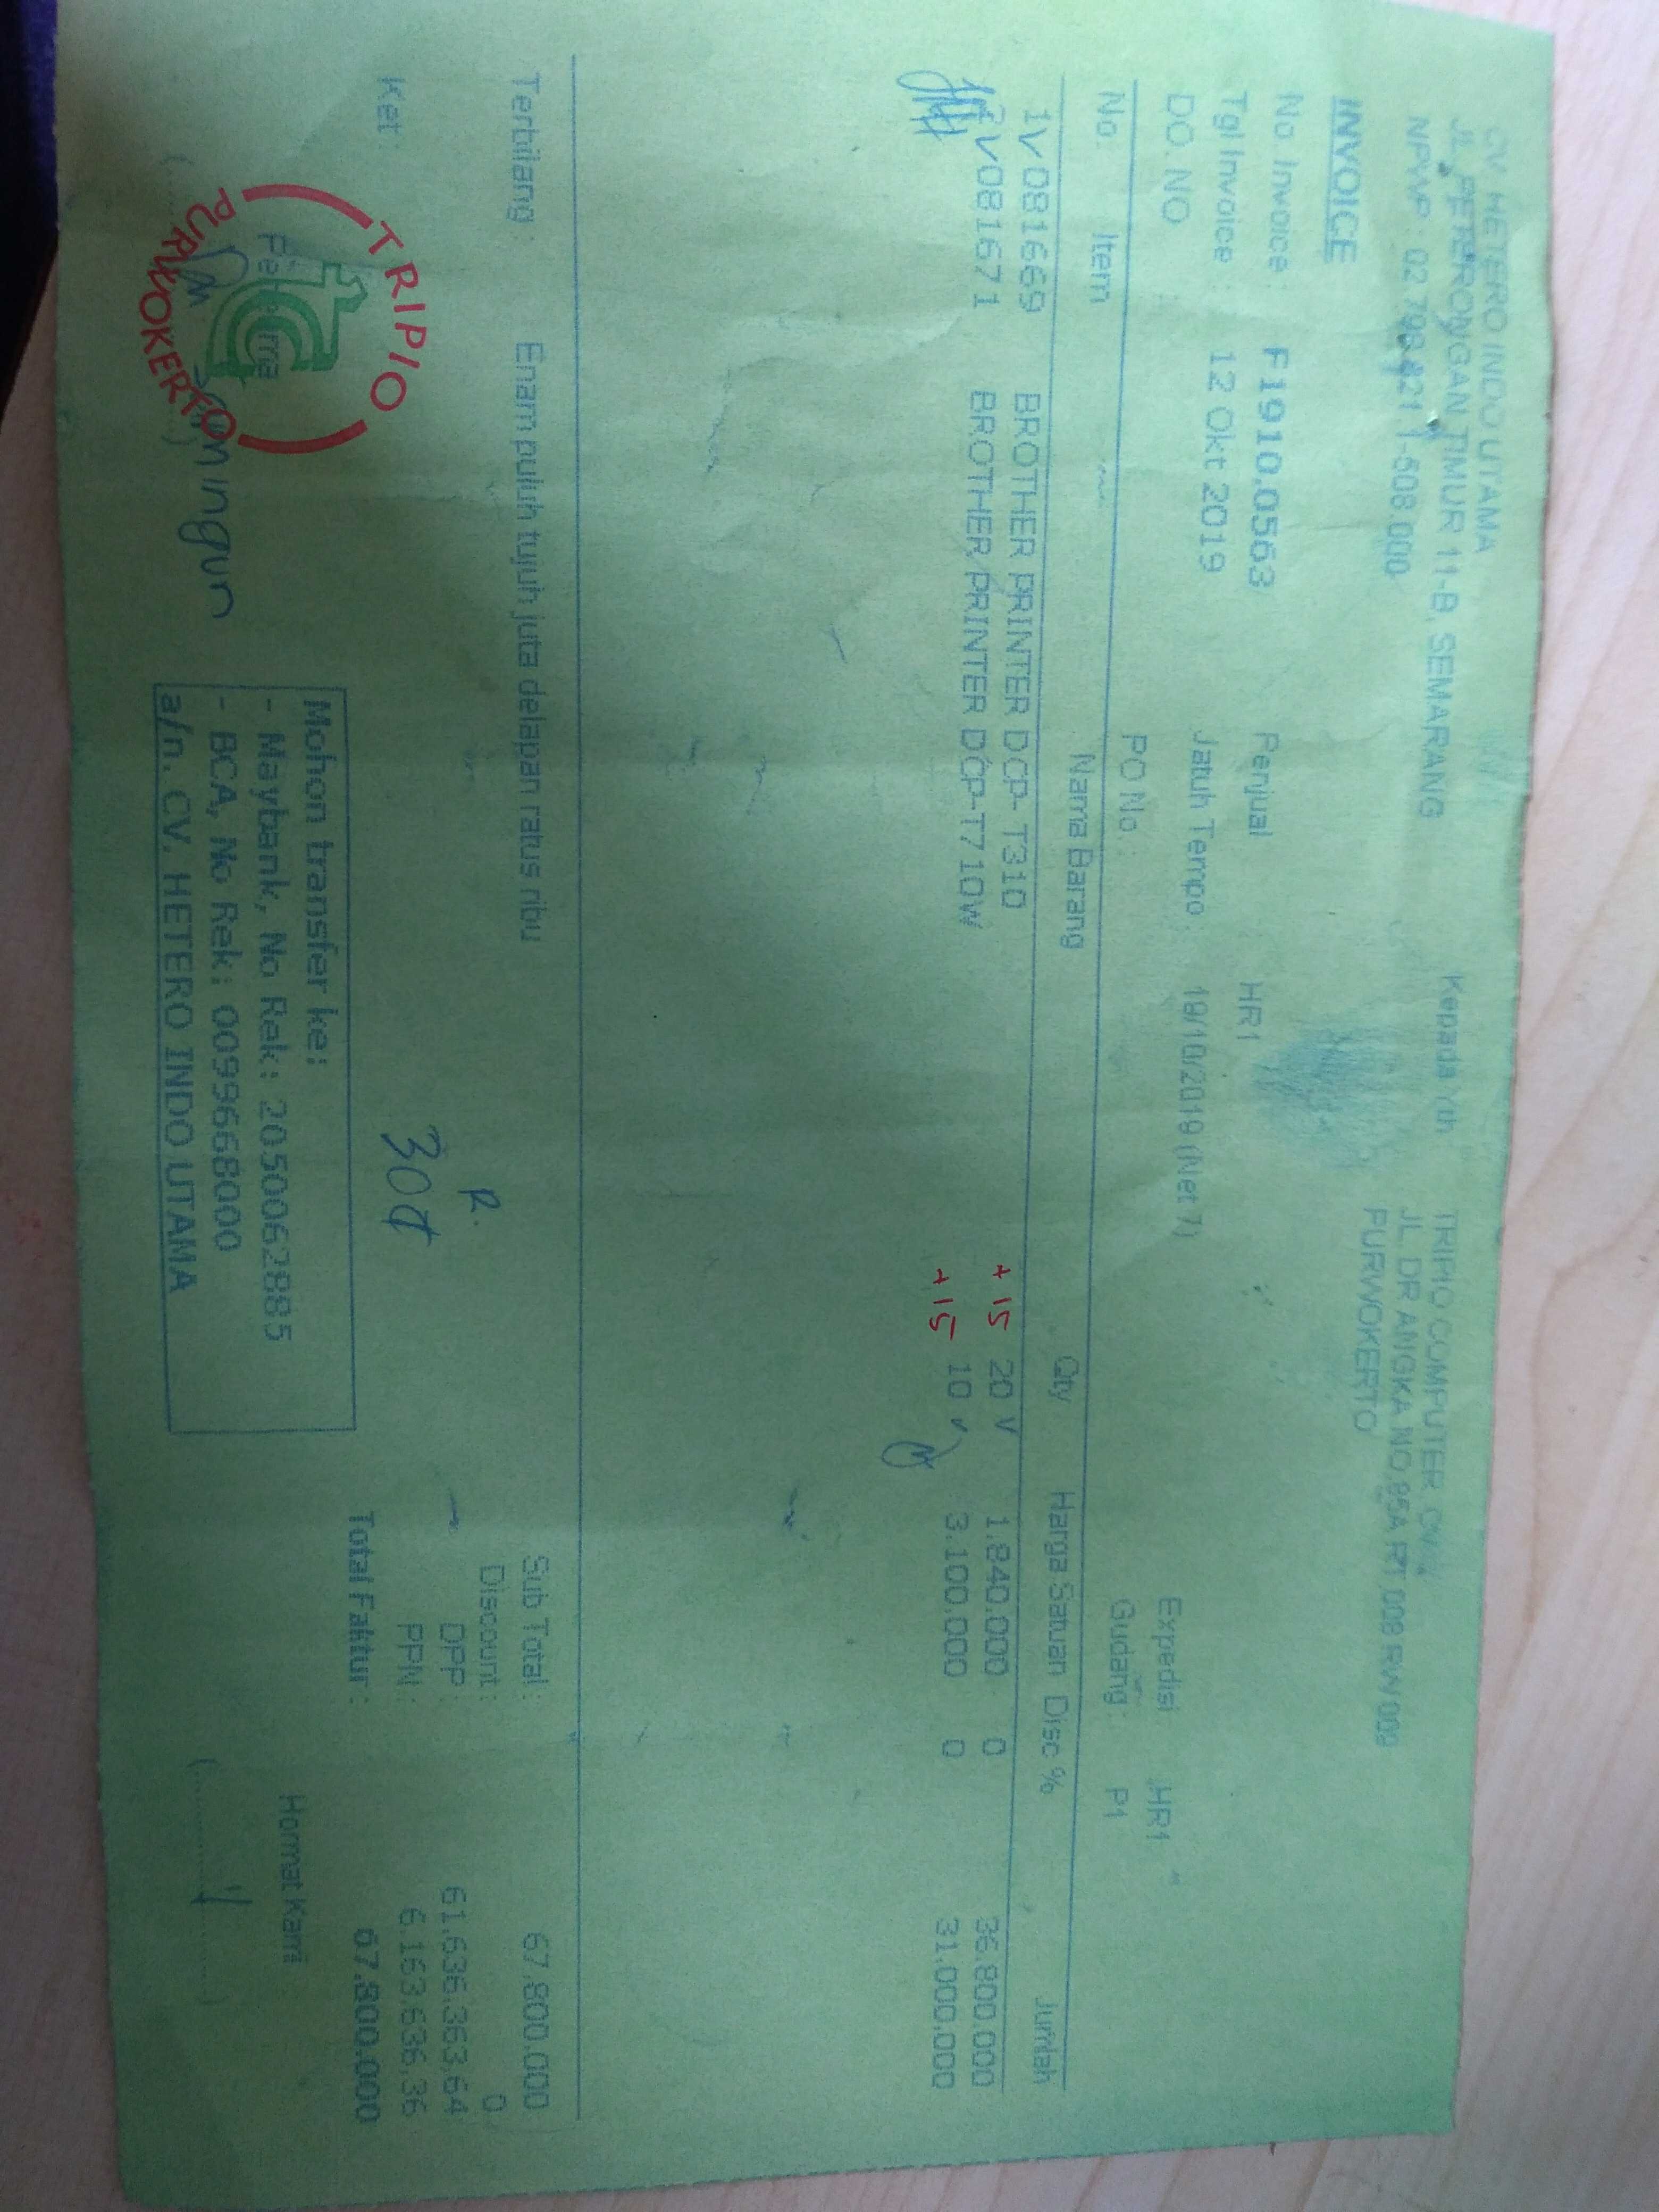 CV. HETERO INDO UTAMA
JL. PETERONGAN TIMUR 11-B, SEMARANG
NPWP : 02.798.421.1-508.000
Kepada Yth
TRIPIO COMPUTER, CV.
JL. DR ANGKA NO.95A RT 008 RW 009
PURWOKERTO
INVOICE
No. Invoice : F1910.0563
Penjual HR1
Expedisi HR1
Tgl Invoice : 12 Okt 2019
Jatuh Tempo : 19/10/2019 (Net 7)
Gudang : P1
DO. NO
PO No :
No. Item Nama Barang Qty Harga Satuan Disc % Jumlah
1 V081669 BROTHER PRINTER DCP- T310 + 15 20 V 1.840.000 0 36.800.000
2 V081671 BROTHER PRINTER DCP-T710W + 15 10 V 3.100.000 0 31.000.000
Terbilang : Enam puluh tujuh juta delapan ratus ribu
Sub Total : 67.800.000
Discount : 0
DPP : 61.636.363,64
PPN : 6.163.636,36
Total Faktur : 67.800.000
Ket :
R.
30d
Penerima
TRIPIO
PURWOKERTO
Mohon transfer ke:
- Maybank, No Rek : 2050062885
- BCA, No Rek : 0099668000
a/n. CV. HETERO INDO UTAMA
Hormat Kami